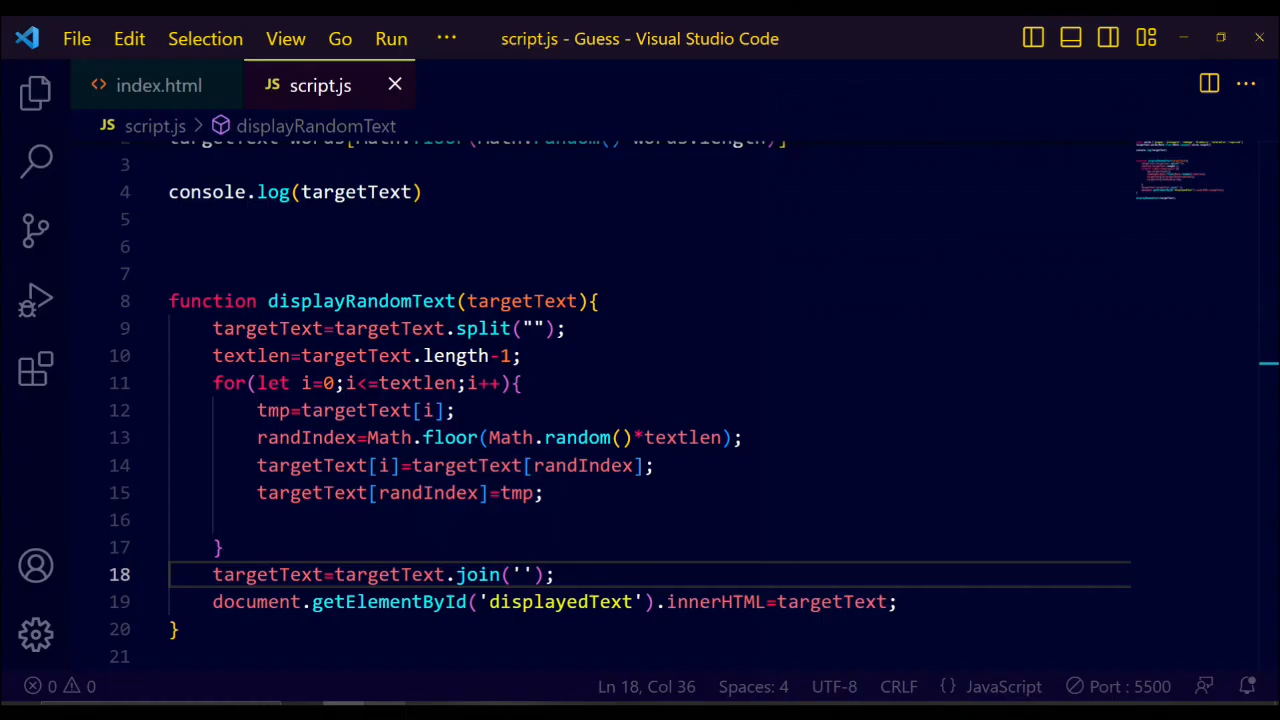 File Edit Selection View Go Run ··· script.js - Guess - Visual Studio Code
index.html JS script.js
JS script.js > displayRandomText
3
4 console.log(targetText)
5
6
7
8 function displayRandomText(targetText){
9 targetText=targetText.split("");
10 textlen=targetText.length-1;
11 for(let i=0;i<=textlen;i++){
12 tmp=targetText[i];
13 randIndex=Math.floor(Math.random()*textlen);
14 targetText[i]=targetText[randIndex];
15 targetText[randIndex]=tmp;
16
17 }
18 targetText=targetText.join('');
19 document.getElementById('displayedText').innerHTML=targetText;
20 }
21
0 0 Ln 18, Col 36 Spaces: 4 UTF-8 CRLF {} JavaScript Port : 5500